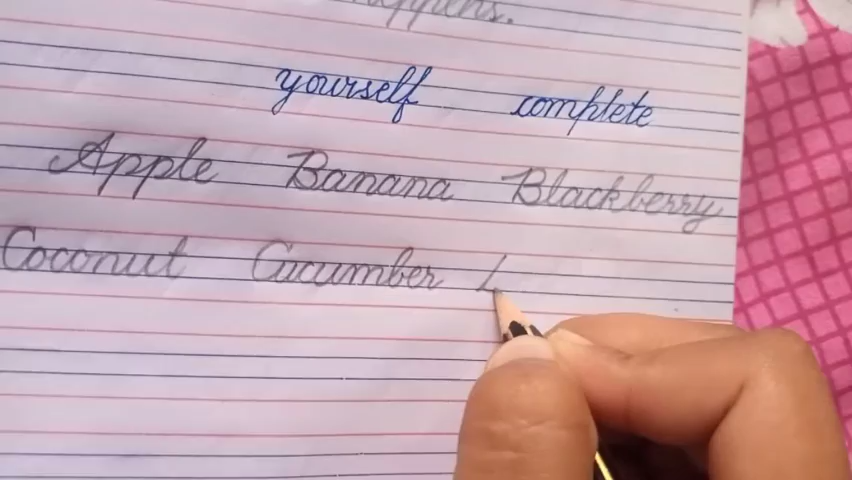 yourself complete
Apple Banana Blackberry
Coconut Cucumber